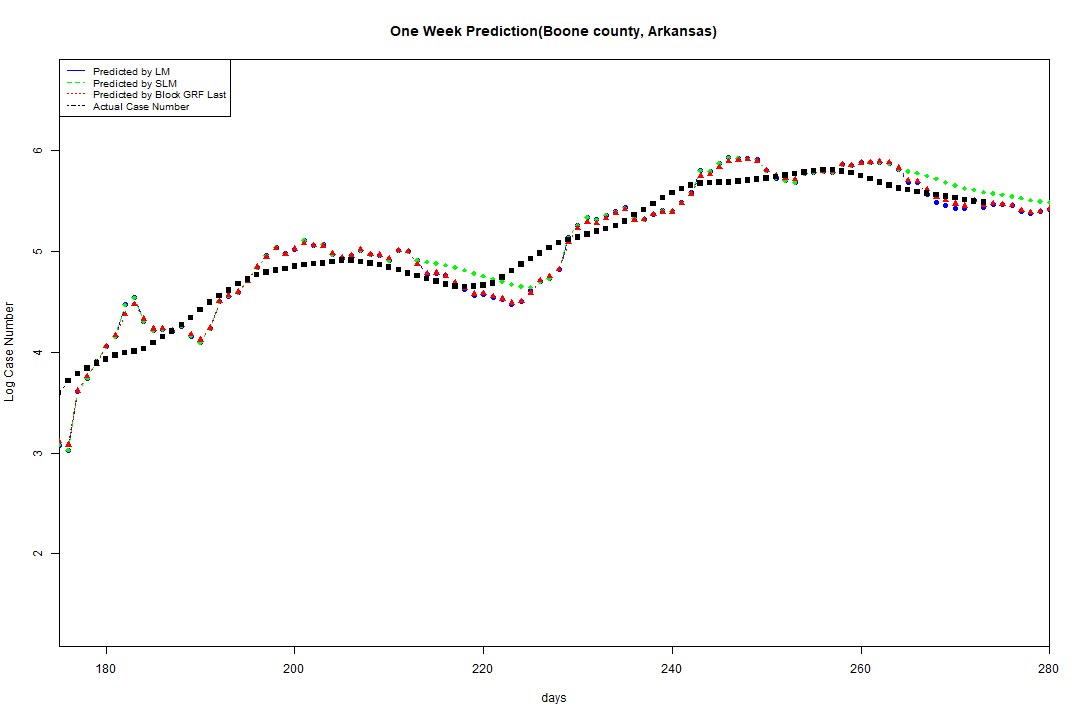 One Week Prediction(Boone county, Arkansas)
Predicted by LM
Predicted by SLM
Predicted by Block GRF Last
Actual Case Number
6
5
4
3
2
Log Case Number
180 200 220 240 260 280
days